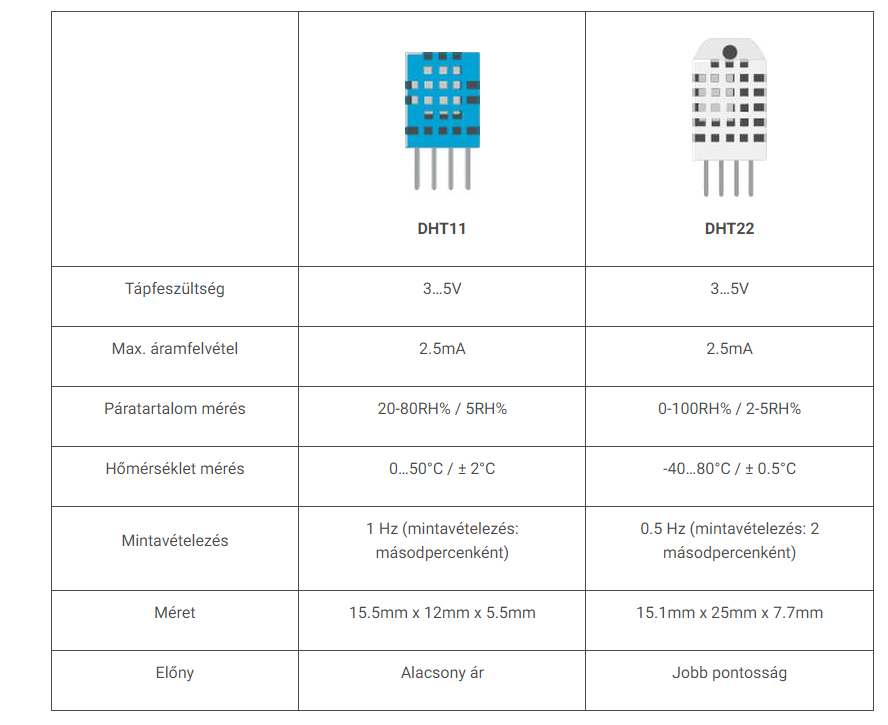 DHT11
DHT22
Tápfeszültség
3...5V
3...5V
Max. áramfelvétel
2.5mA
2.5mA
Páratartalom mérés
20-80RH% / 5RH%
0-100RH% / 2-5RH%
Hőmérséklet mérés
0...50°C / ± 2°C
-40...80°C / ± 0.5°C
Mintavételezés
1 Hz (mintavételezés:
másodpercenként)
0.5 Hz (mintavételezés: 2
másodpercenként)
Méret
15.5mm x 12mm x 5.5mm
15.1mm x 25mm x 7.7mm
Előny
Alacsony ár
Jobb pontosság